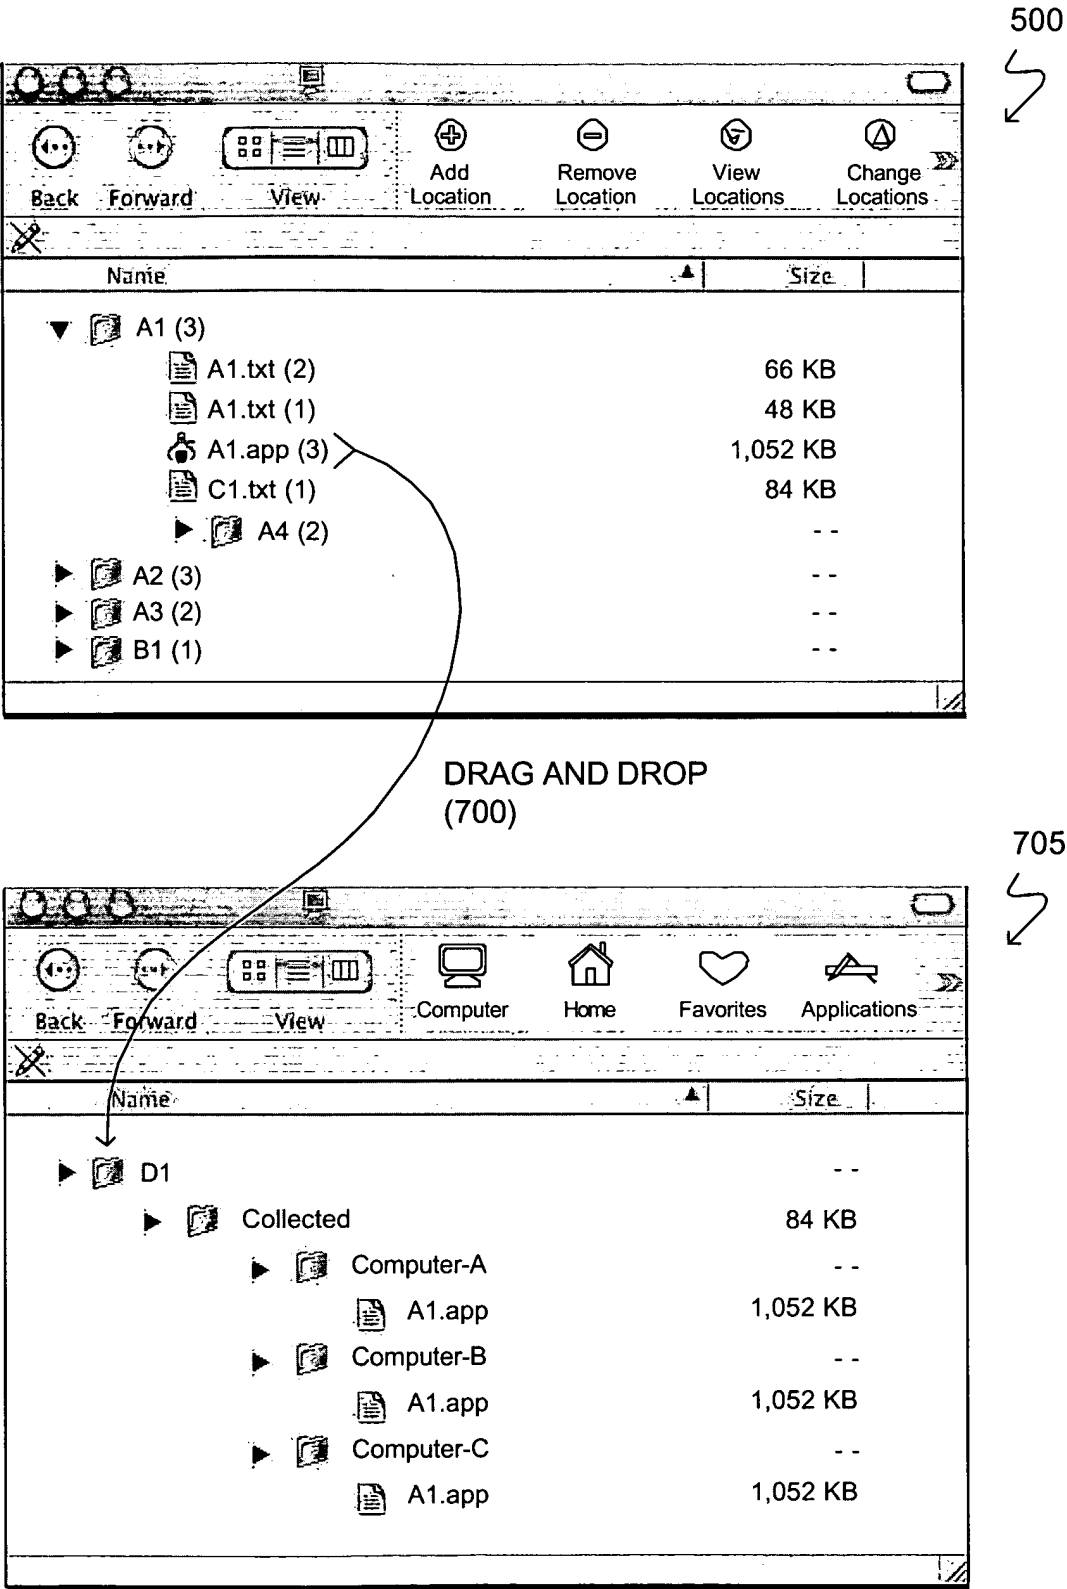 500
Back Forward View Add Location Remove Location View Locations Change Locations
Name Size
A1 (3)
A1.txt (2) 66 KB
A1.txt (1) 48 KB
A1.app (3) 1,052 KB
C1.txt (1) 84 KB
A4 (2) - -
A2 (3) - -
A3 (2) - -
B1 (1) - -
DRAG AND DROP
(700)
705
Back Forward View Computer Home Favorites Applications
Name Size
D1 - -
Collected 84 KB
Computer-A - -
A1.app 1,052 KB
Computer-B - -
A1.app 1,052 KB
Computer-C - -
A1.app 1,052 KB